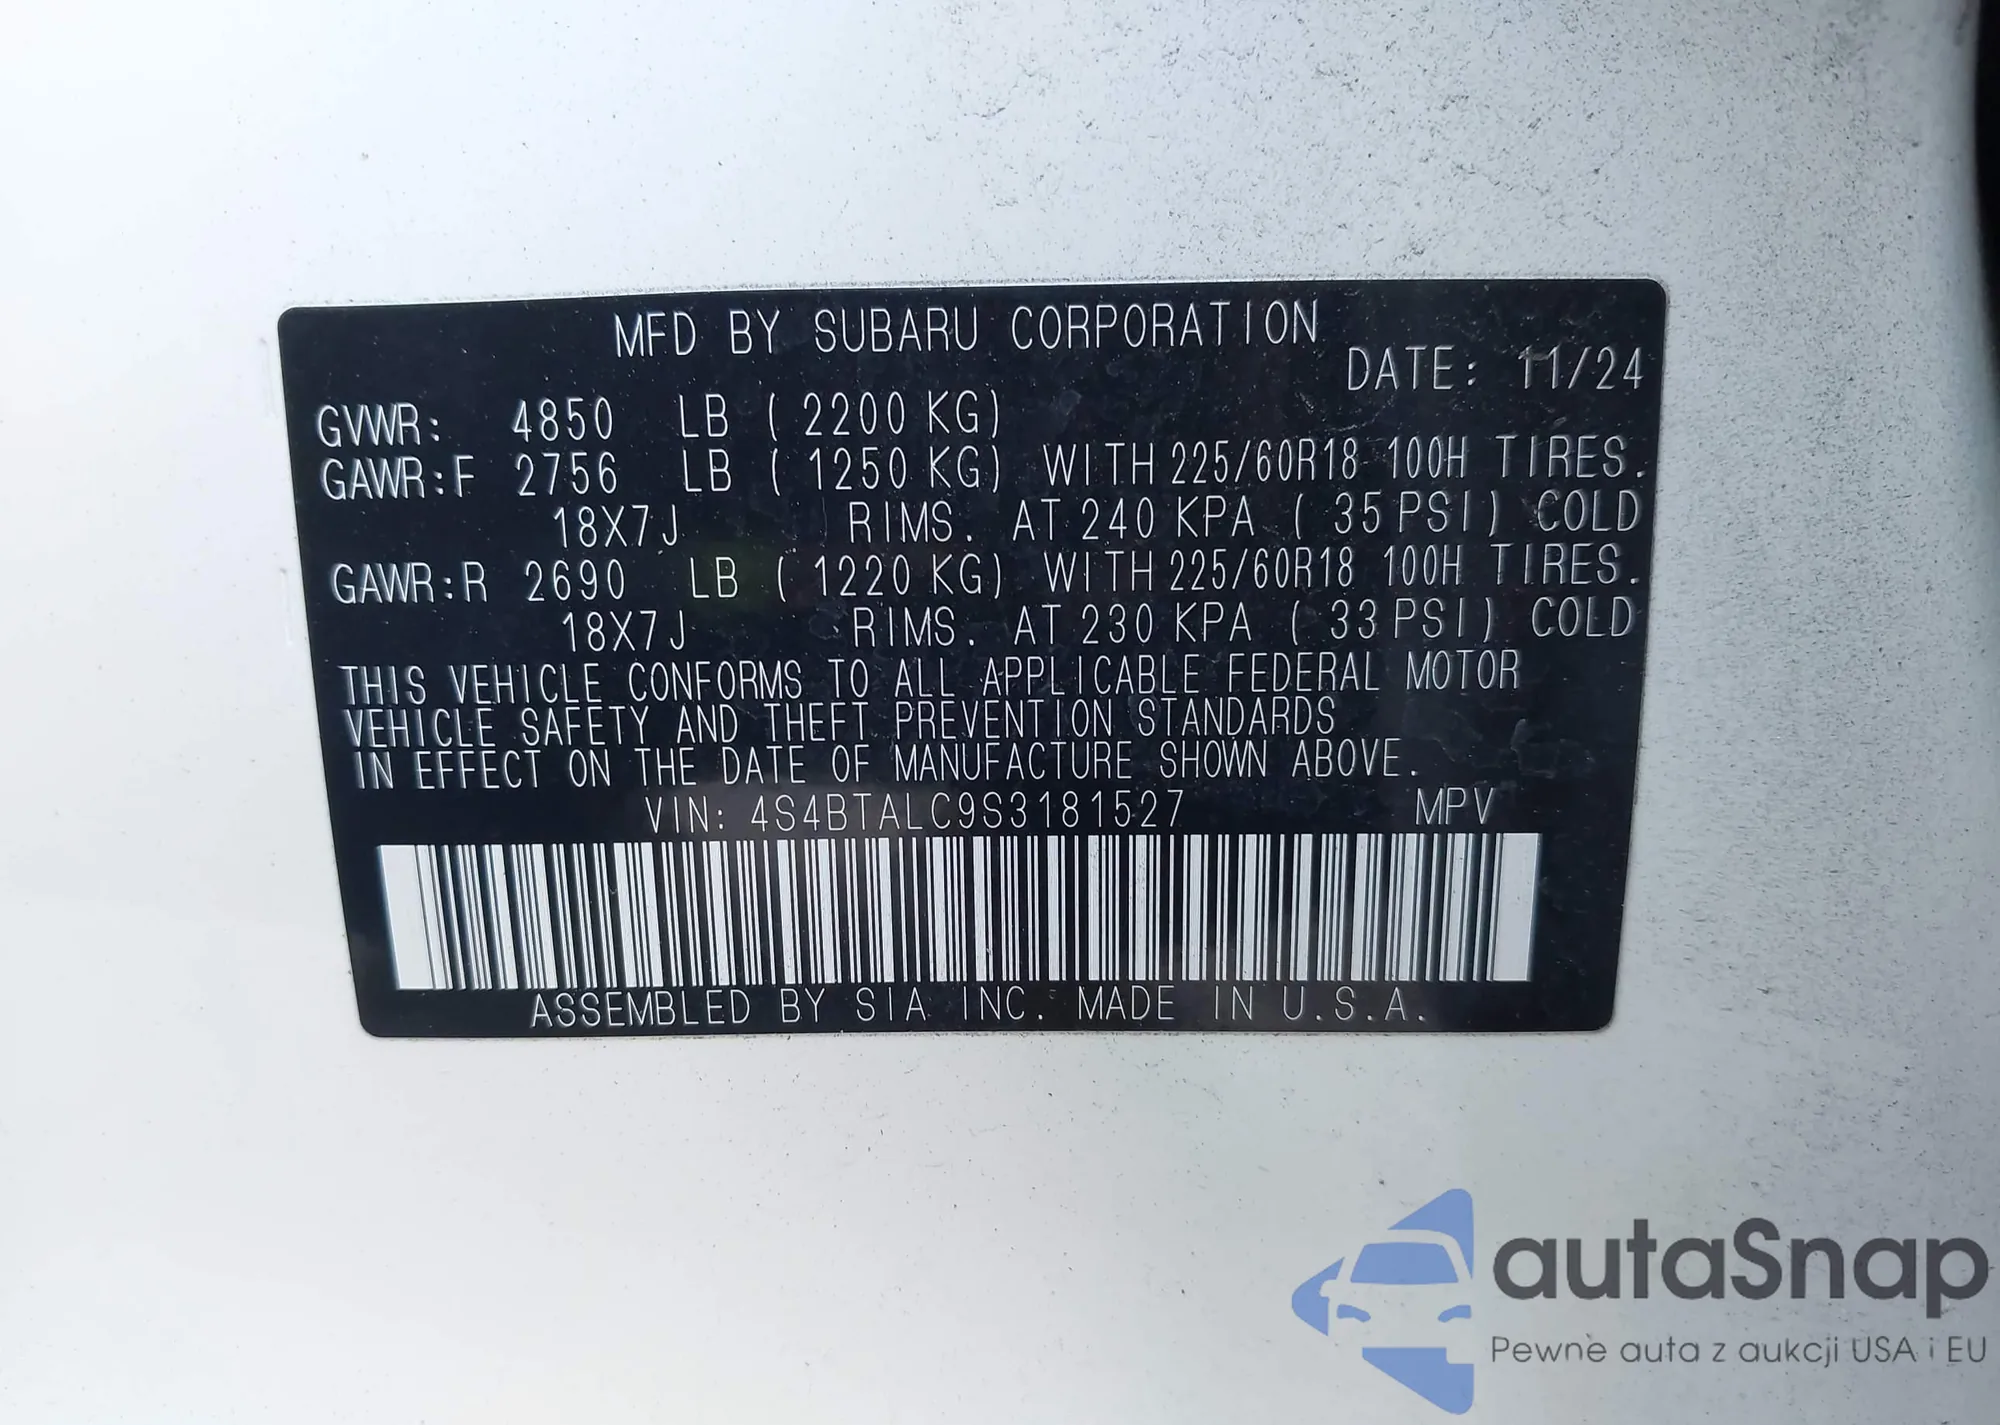 MFD BY SUBARU CORPORATION
DATE: 11/24
GVWR: 4850 LB ( 2200 KG)
GAWR:F 2756 LB ( 1250 KG) WITH 225/60R18 100H TIRES.
18X7J RIMS. AT 240 KPA ( 35 PSI) COLD
GAWR:R 2690 LB ( 1220 KG) WITH 225/60R18 100H TIRES.
18X7J RIMS. AT 230 KPA ( 33 PSI) COLD
THIS VEHICLE CONFORMS TO ALL APPLICABLE FEDERAL MOTOR
VEHICLE SAFETY AND THEFT PREVENTION STANDARDS
IN EFFECT ON THE DATE OF MANUFACTURE SHOWN ABOVE.
VIN: 4S4BTALC9S3181527 MPV
ASSEMBLED BY SIA INC. MADE IN U.S.A.
autaSnap
Pewne auta z aukcji USA i EU